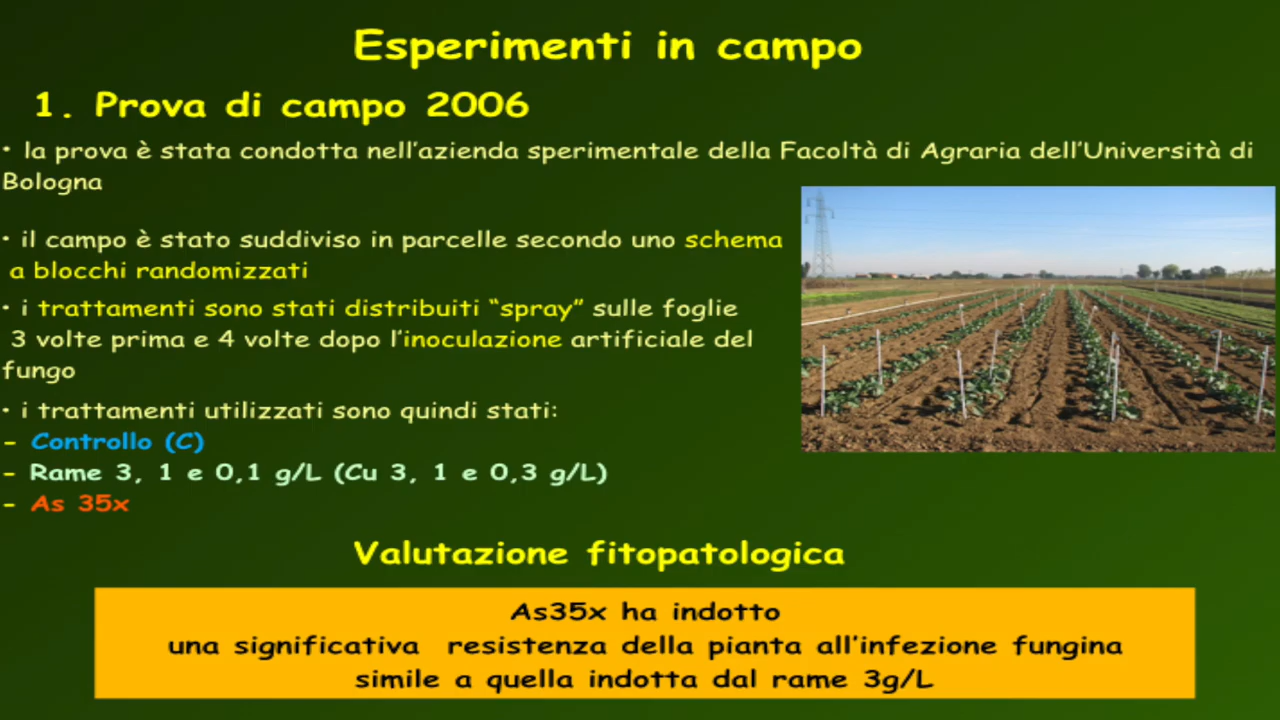 Esperimenti in campo
1. Prova di campo 2006
• la prova è stata condotta nell'azienda sperimentale della Facoltà di Agraria dell'Università di
Bologna
• il campo è stato suddiviso in parcelle secondo uno schema
a blocchi randomizzati
• i trattamenti sono stati distribuiti “spray” sulle foglie
3 volte prima e 4 volte dopo l'inoculazione artificiale del
fungo
• i trattamenti utilizzati sono quindi stati:
- Controllo (C)
- Rame 3, 1 e 0,1 g/L (Cu 3, 1 e 0,3 g/L)
- As 35x
Valutazione fitopatologica
As35x ha indotto
una significativa resistenza della pianta all'infezione fungina
simile a quella indotta dal rame 3g/L